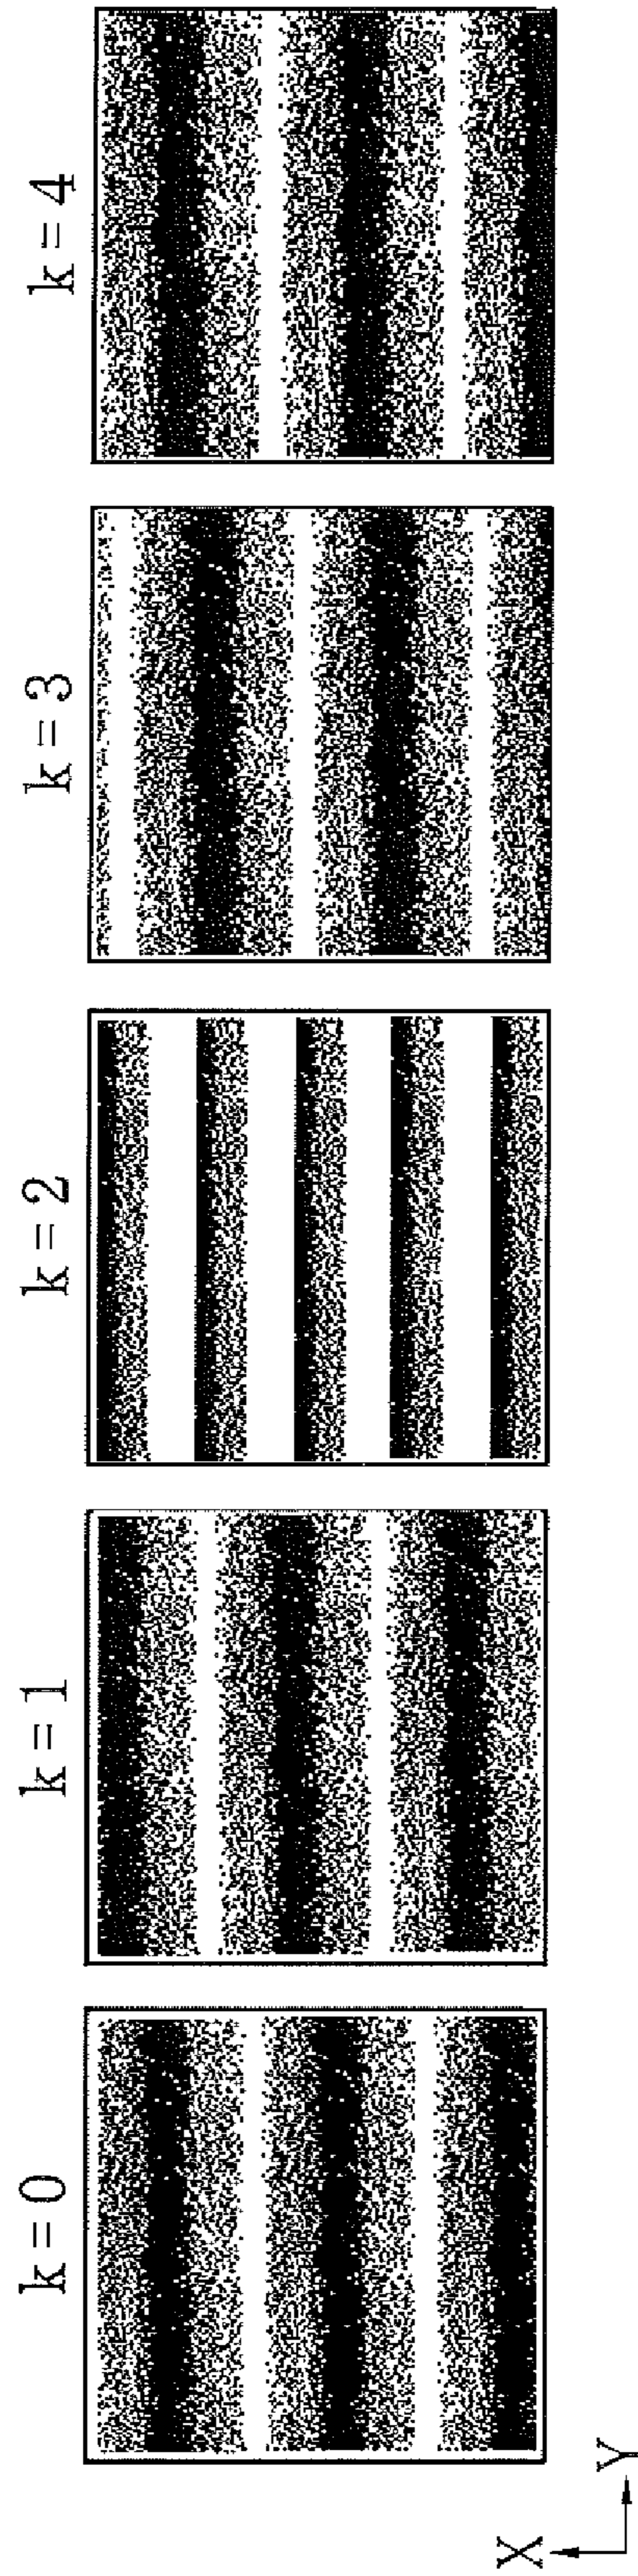 k = 4
k = 3
k = 2
k = 1
k = 0
X
Y